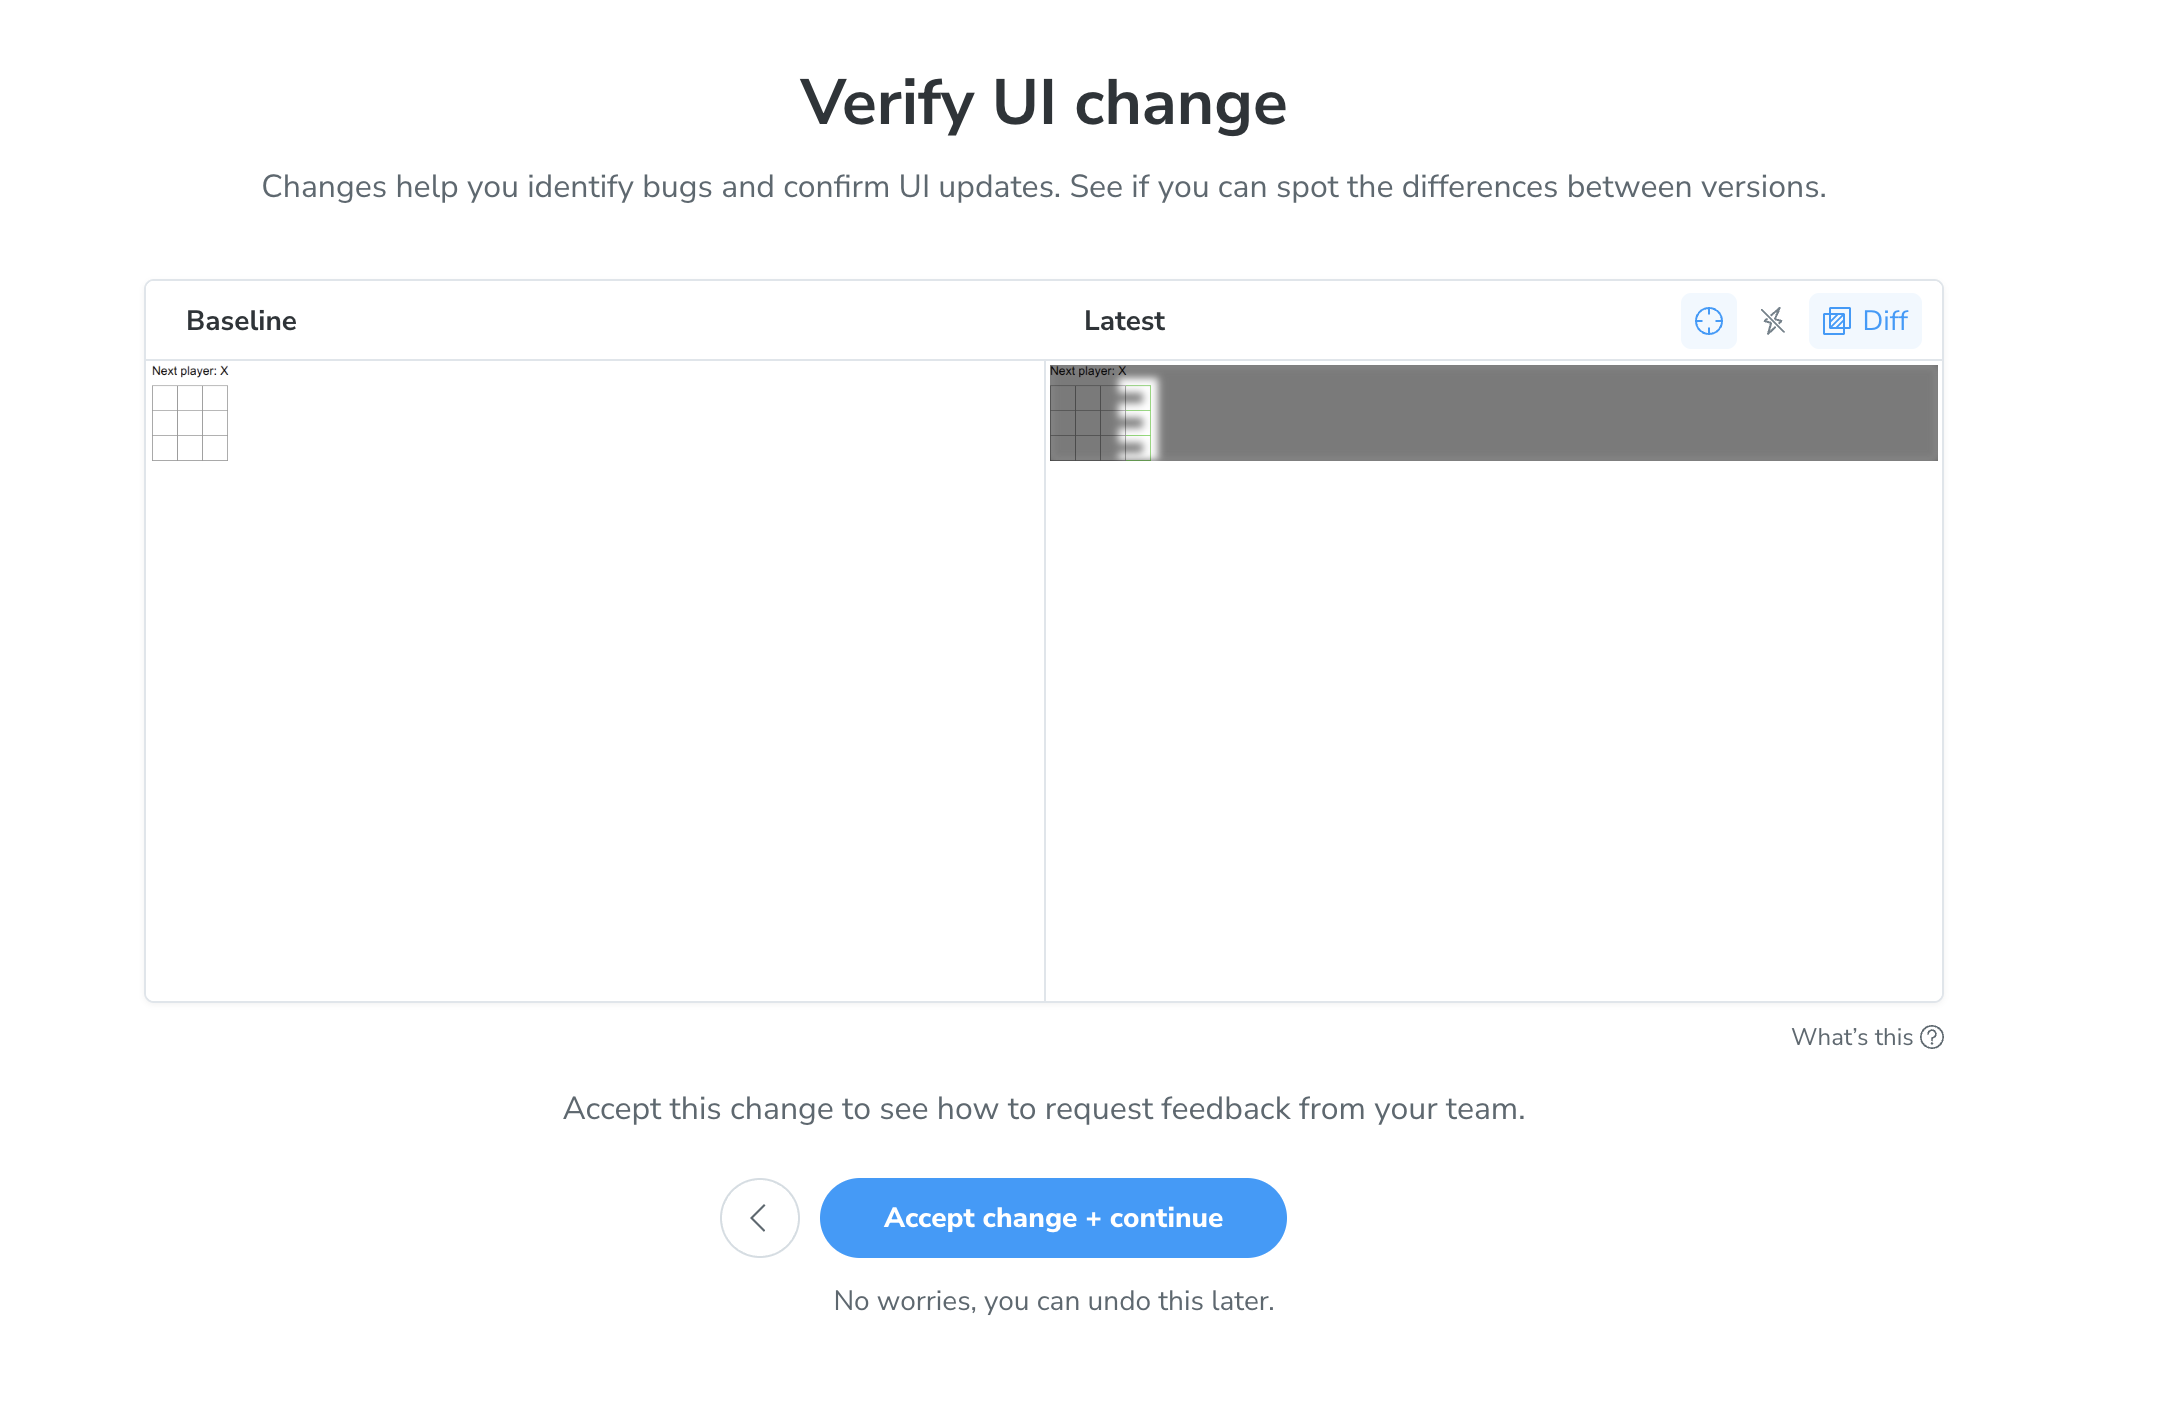 Verify UI change
Changes help you identify bugs and confirm UI updates. See if you can spot the differences between versions.
Baseline
Latest
Diff
Next player: X
Next player: X
What's this
Accept this change to see how to request feedback from your team.
Accept change + continue
No worries, you can undo this later.